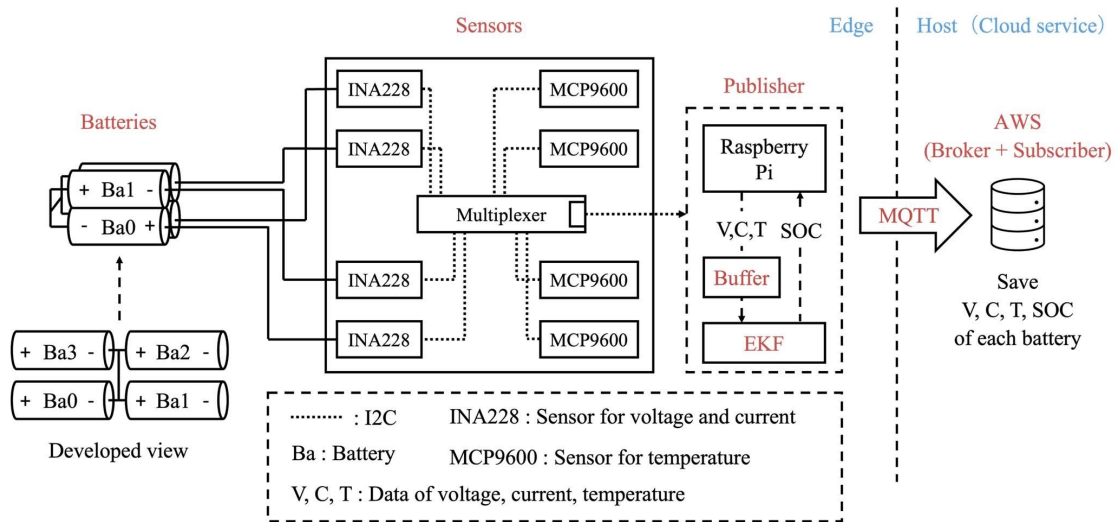 Sensors
Edge
Host（Cloud service）
Batteries
+ Ba1 -
- Ba0 +
+ Ba3 -
+ Ba2 -
+ Ba0 -
+ Ba1 -
Developed view
INA228
INA228
INA228
INA228
MCP9600
MCP9600
MCP9600
MCP9600
Multiplexer
Publisher
Raspberry
Pi
V,C,T
SOC
Buffer
EKF
MQTT
AWS
(Broker + Subscriber)
Save
V, C, T, SOC
of each battery
: I2C
INA228 : Sensor for voltage and current
Ba : Battery
MCP9600 : Sensor for temperature
V, C, T : Data of voltage, current, temperature